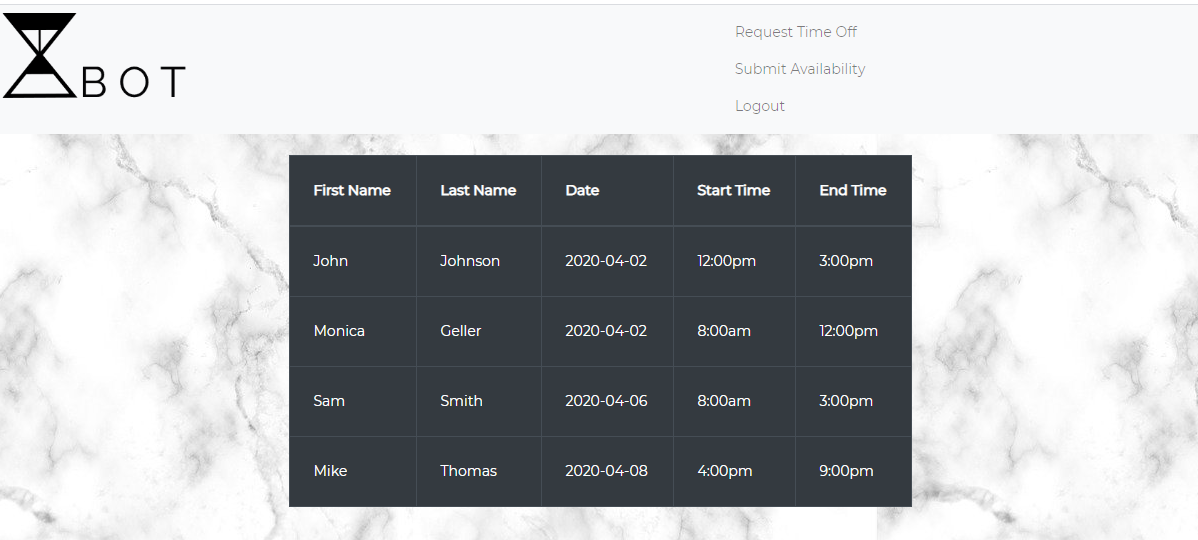 BOT
Request Time Off
Submit Availability
Logout
First Name Last Name Date Start Time End Time
John Johnson 2020-04-02 12:00pm 3:00pm
Monica Geller 2020-04-02 8:00am 12:00pm
Sam Smith 2020-04-06 8:00am 3:00pm
Mike Thomas 2020-04-08 4:00pm 9:00pm